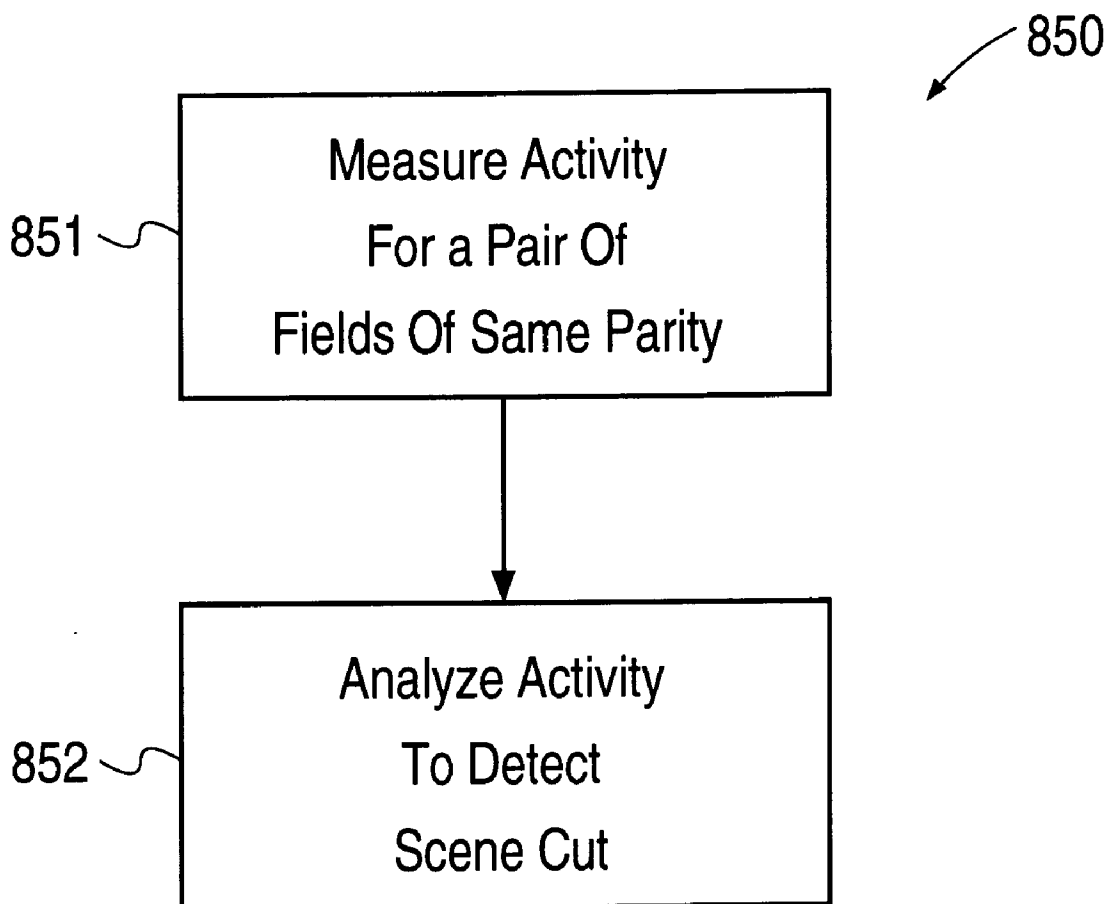 850
851
Measure Activity
For a Pair Of
Fields Of Same Parity
852
Analyze Activity
To Detect
Scene Cut